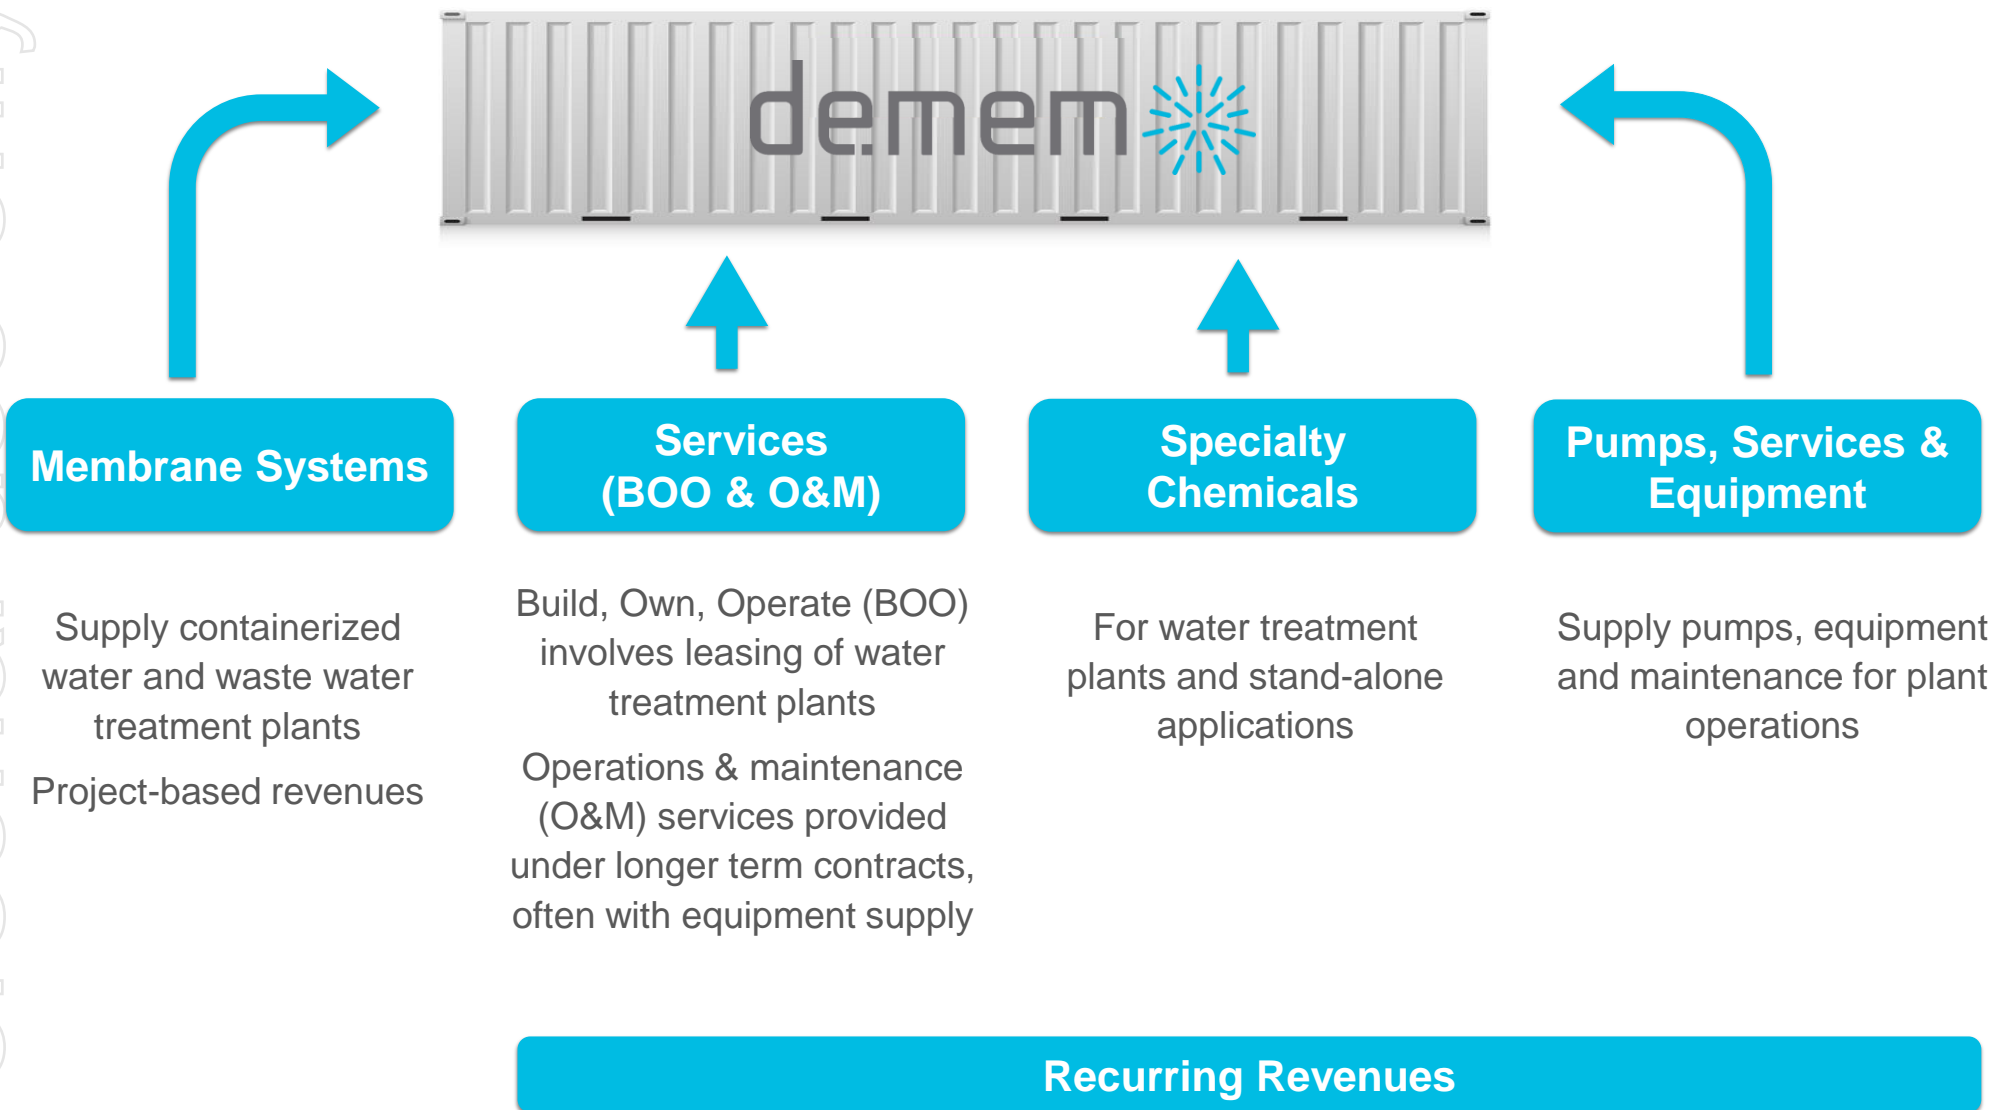 de.mem
Membrane Systems
Supply containerized
water and waste water
treatment plants
Project-based revenues
Services
(BOO & O&M)
Build, Own, Operate (BOO)
involves leasing of water
treatment plants
Operations & maintenance
(O&M) services provided
under longer term contracts,
often with equipment supply
Specialty
Chemicals
For water treatment
plants and stand-alone
applications
Pumps, Services &
Equipment
Supply pumps, equipment
and maintenance for plant
operations
Recurring Revenues